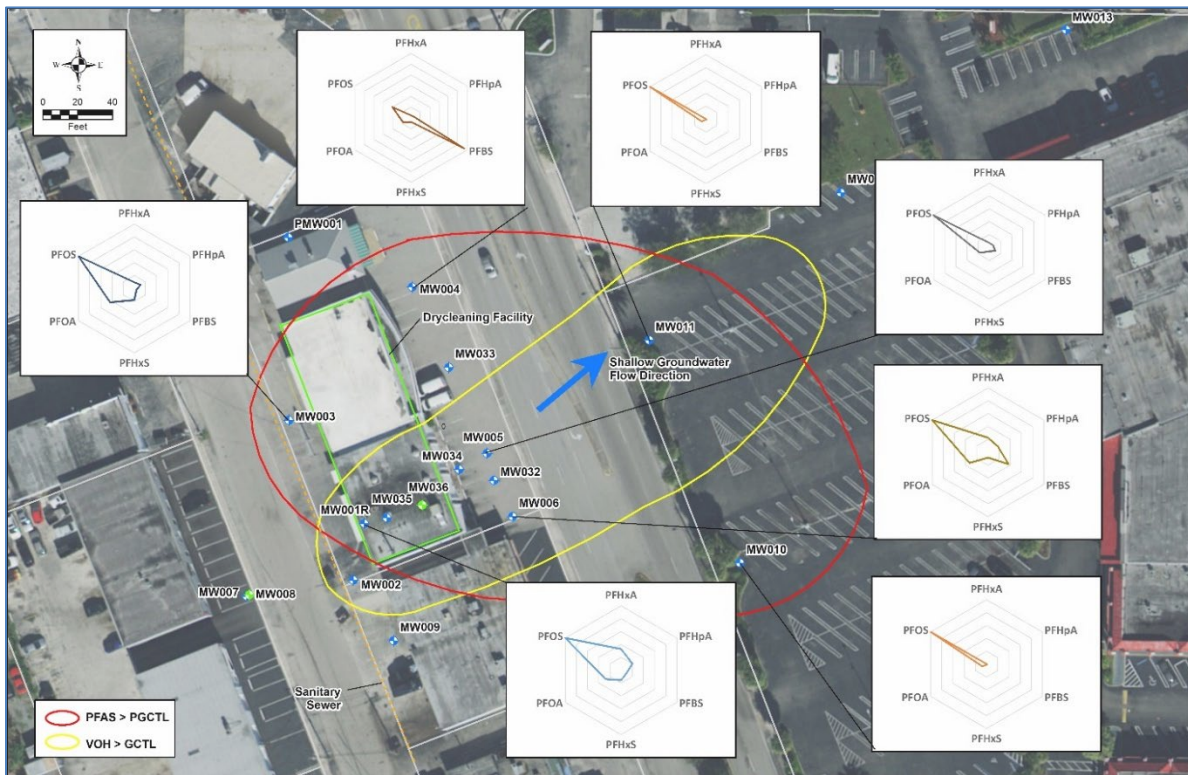 MW013
N
W E
S
0 20 40
Feet
PFHxA
PFOS
PFHpA
PFOA
PFBS
PFHxS
PFHxA
PFOS
PFHpA
PFOA
PFBS
PFHxS
PFHxA
PFOS
PFHpA
PFOA
PFBS
PFHxS
PFHxA
PFOS
PFHpA
PFOA
PFBS
PFHxS
PMW001
MW004
Drycleaning Facility
MW011
Shallow Groundwater
Flow Direction
MW033
MW003
MW005
MW034
MW032
MW036
MW035
MW006
MW001R
PFHxA
PFOS
PFHpA
PFOA
PFBS
PFHxS
MW010
MW002
MW007
MW008
MW009
Sanitary
Sewer
PFHxA
PFOS
PFHpA
PFOA
PFBS
PFHxS
PFHxA
PFOS
PFHpA
PFOA
PFBS
PFHxS
PFAS > PGCTL
VOH > GCTL